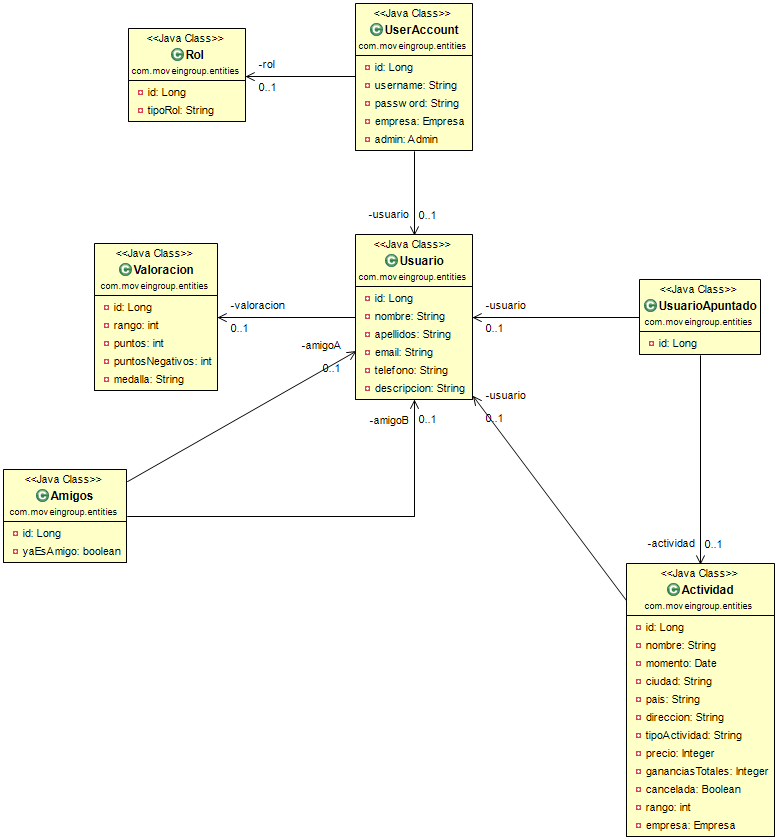 <<Java Class>>
UserAccount
com.moveingroup.entities
id: Long
username: String
password: String
empresa: Empresa
admin: Admin
<<Java Class>>
Rol
com.moveingroup.entities
id: Long
tipoRol: String
-rol
0..1
-usuario
0..1
<<Java Class>>
Usuario
com.moveingroup.entities
id: Long
nombre: String
apellidos: String
email: String
telefono: String
descripcion: String
<<Java Class>>
Valoracion
com.moveingroup.entities
id: Long
rango: int
puntos: int
puntosNegativos: int
medalla: String
-valoracion
0..1
-usuario
0..1
<<Java Class>>
UsuarioApuntado
com.moveingroup.entities
id: Long
-amigoA
0..1
-amigoB
0..1
-usuario
0..1
<<Java Class>>
Amigos
com.moveingroup.entities
id: Long
yaEsAmigo: boolean
-actividad
0..1
<<Java Class>>
Actividad
com.moveingroup.entities
id: Long
nombre: String
momento: Date
ciudad: String
pais: String
direccion: String
tipoActividad: String
precio: Integer
gananciasTotales: Integer
cancelada: Boolean
rango: int
empresa: Empresa